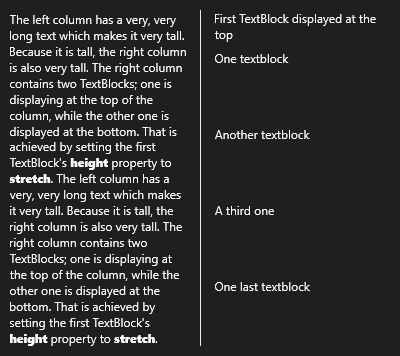 The left column has a very, very
long text which makes it very tall.
Because it is tall, the right column
is also very tall. The right column
contains two TextBlocks; one is
displaying at the top of the
column, while the other one is
displayed at the bottom. That is
achieved by setting the first
TextBlock's height property to
stretch. The left column has a
very, very long text which makes
it very tall. Because it is tall, the
right column is also very tall. The
right column contains two
TextBlocks; one is displaying at
the top of the column, while the
other one is displayed at the
bottom. That is achieved by
setting the first TextBlock's
height property to stretch.
First TextBlock displayed at the
top
One textblock
Another textblock
A third one
One last textblock